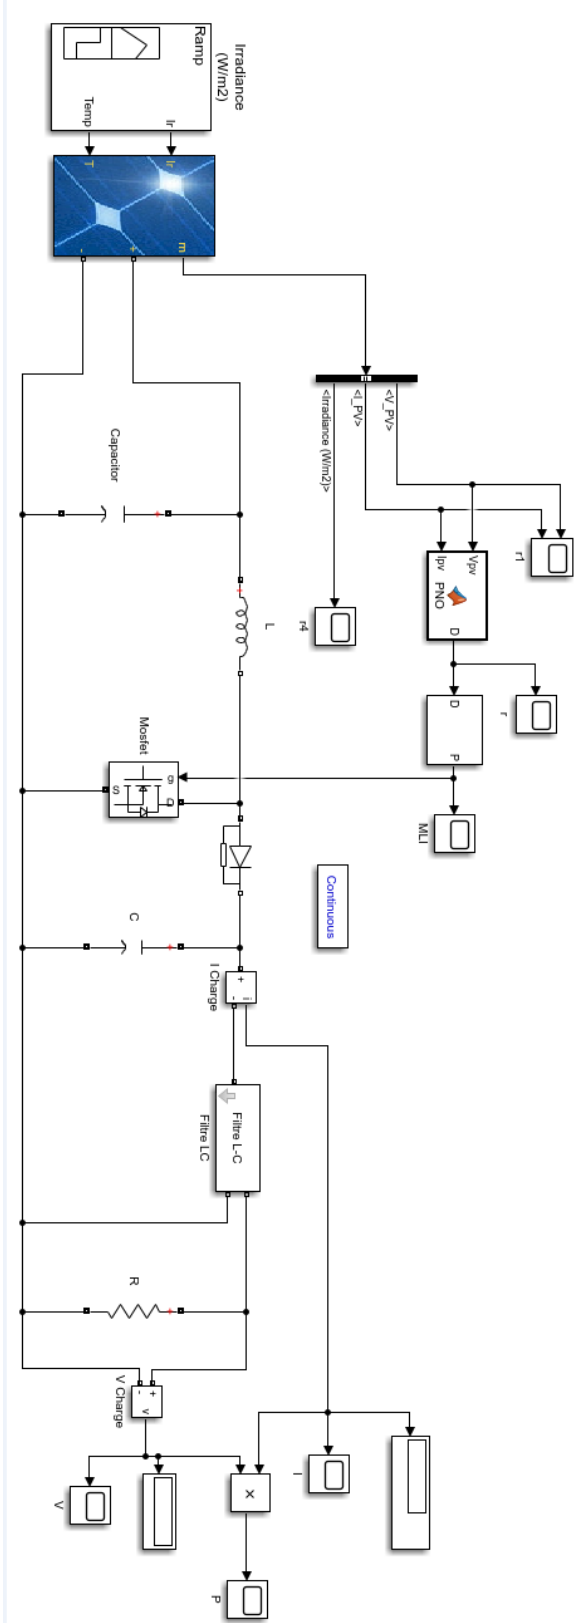 Irradiance
(W/m2)
Ramp
Ir
Temp
Ir
T
m
+
-
<V_PV>
<I_PV>
<Irradiance (W/m2)>
r1
Vpv
Ipv
PNO
D
r
D
P
MLI
r4
Continuous
Capacitor
+
L
+
Mosfet
g
D
S
C
+
I Charge
+
-
i
Filtre L-C
Filtre LC
R
+
V Charge
+
-
v
I
×
P
V